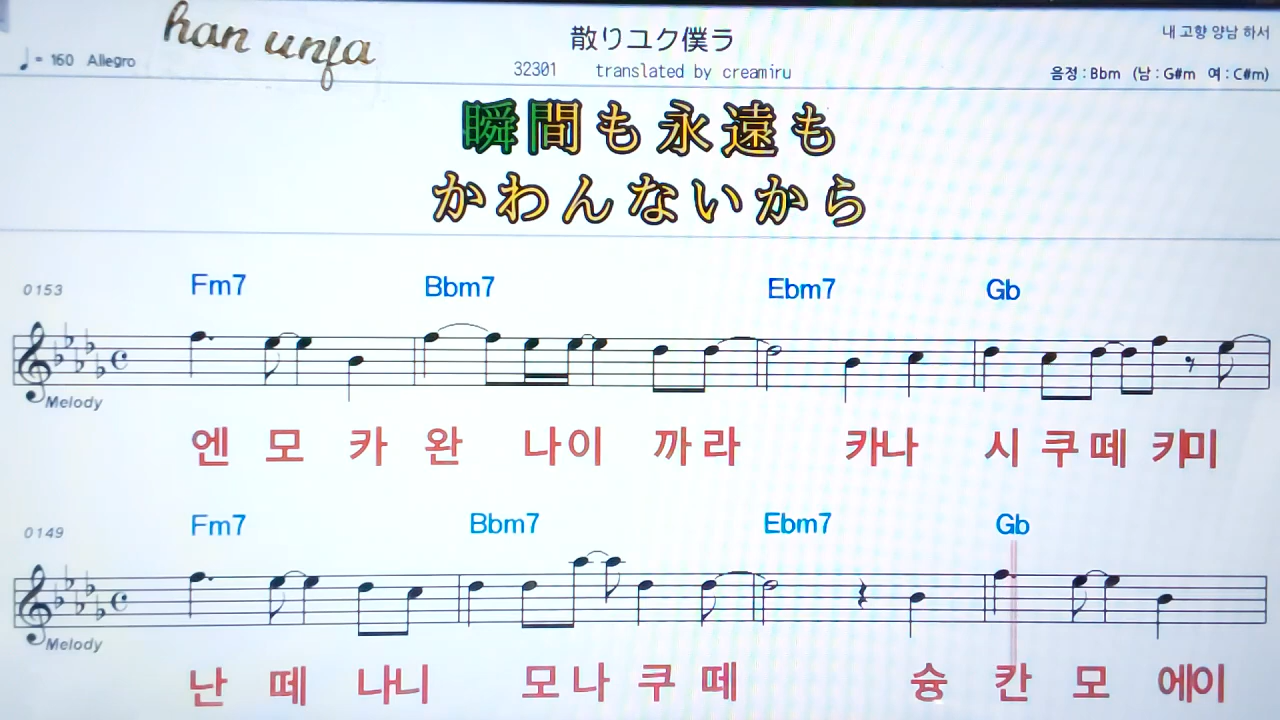 han unfa
散りユク僕ラ
내 고향 양남 하서
♩= 160 Allegro
32301 translated by creamiru
음정 : Bbm (남 : G#m 여 : C#m)
瞬間も永遠も
かわんないから
0153 Fm7 Bbm7 Ebm7 Gb
Melody
엔 모 카 완 나이 까 라 카나 시 쿠 떼 키미
0149 Fm7 Bbm7 Ebm7 Gb
Melody
난 떼 나니 모 나 쿠 떼 슝 칸 모 에이